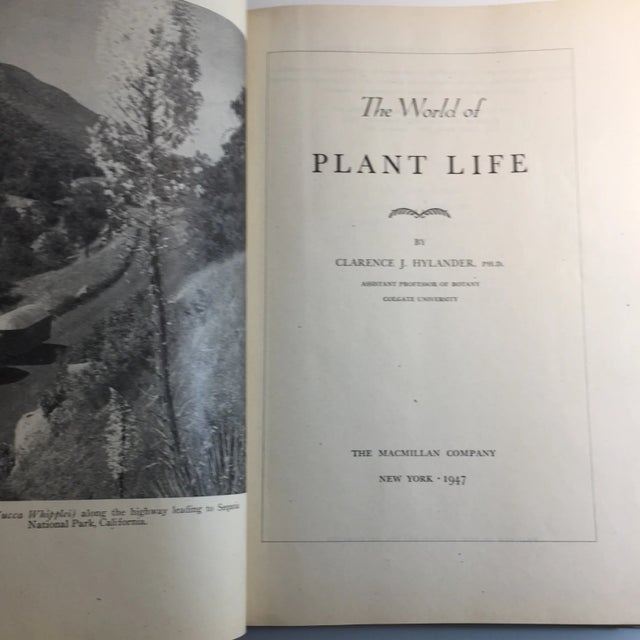 ucca Whipplei) along the highway leading to Sequoia
National Park, California.
The World of
PLANT LIFE
BY
CLARENCE J. HYLANDER, PH.D.
ASSISTANT PROFESSOR OF BOTANY
COLGATE UNIVERSITY
THE MACMILLAN COMPANY
NEW YORK · 1947